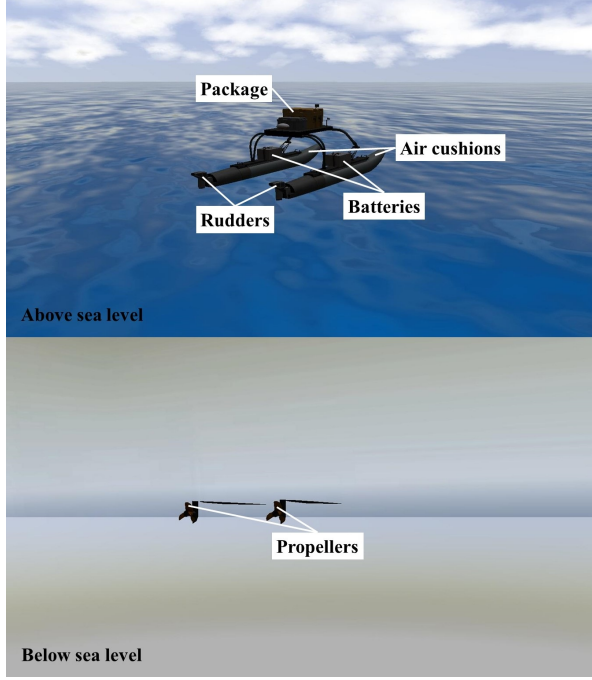 Package
Air cushions
Batteries
Rudders
Above sea level
Propellers
Below sea level